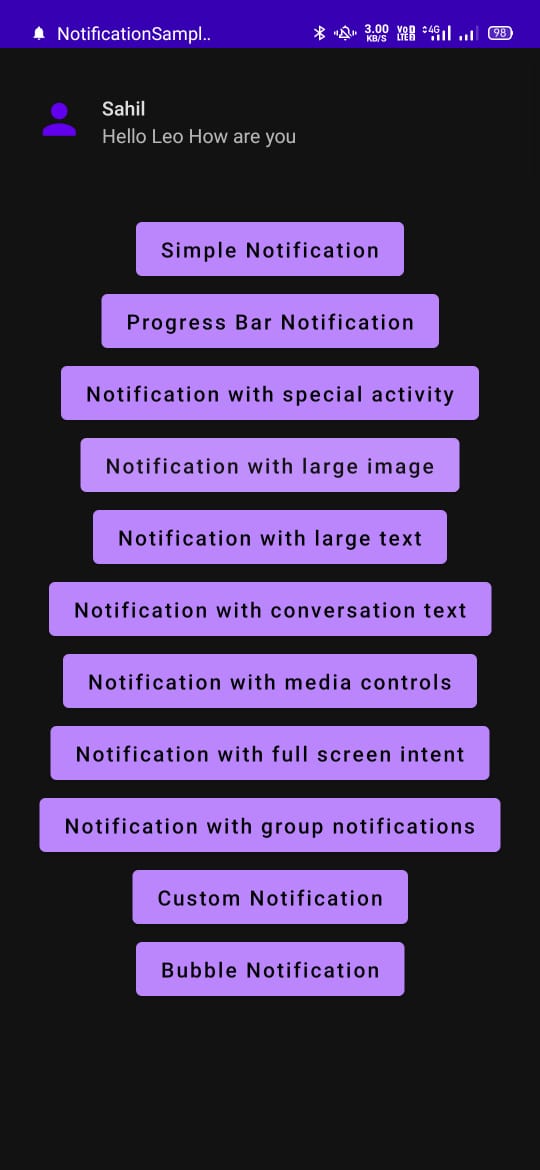 NotificationSampl..
3.00
KB/S
Vo
LTE
4G
98
Sahil
Hello Leo How are you
Simple Notification
Progress Bar Notification
Notification with special activity
Notification with large image
Notification with large text
Notification with conversation text
Notification with media controls
Notification with full screen intent
Notification with group notifications
Custom Notification
Bubble Notification